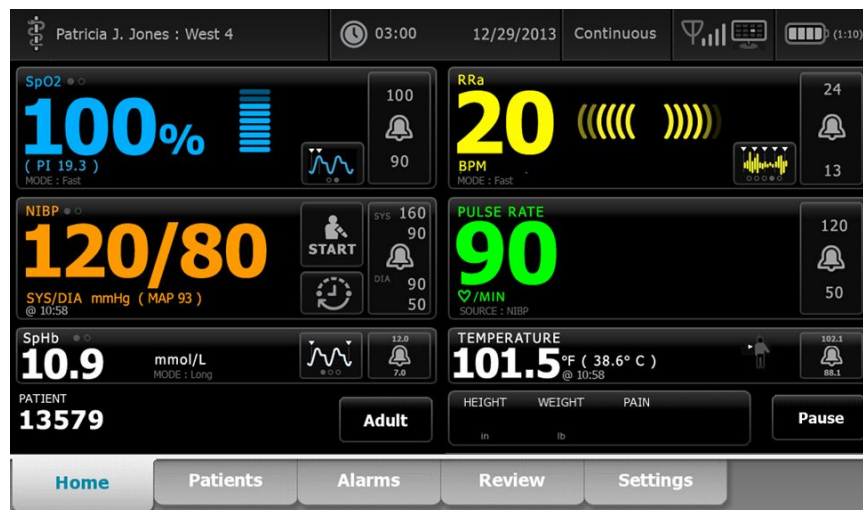 Patricia J. Jones : West 4
03:00
12/29/2013
Continuous
(1:10)
SpO2
100%
( PI 19.3 )
MODE : Fast
100
90
RRa
20
BPM
MODE : Fast
24
13
NIBP
120/80
SYS/DIA mmHg ( MAP 93 )
@ 10:58
START
SYS 160
90
DIA 90
50
PULSE RATE
90
/MIN
SOURCE : NIBP
120
50
SpHb
10.9
mmol/L
MODE : Long
12.0
7.0
TEMPERATURE
101.5 °F ( 38.6° C )
@ 10:58
102.1
88.1
PATIENT
13579
Adult
HEIGHT WEIGHT PAIN
in lb
Pause
Home Patients Alarms Review Settings